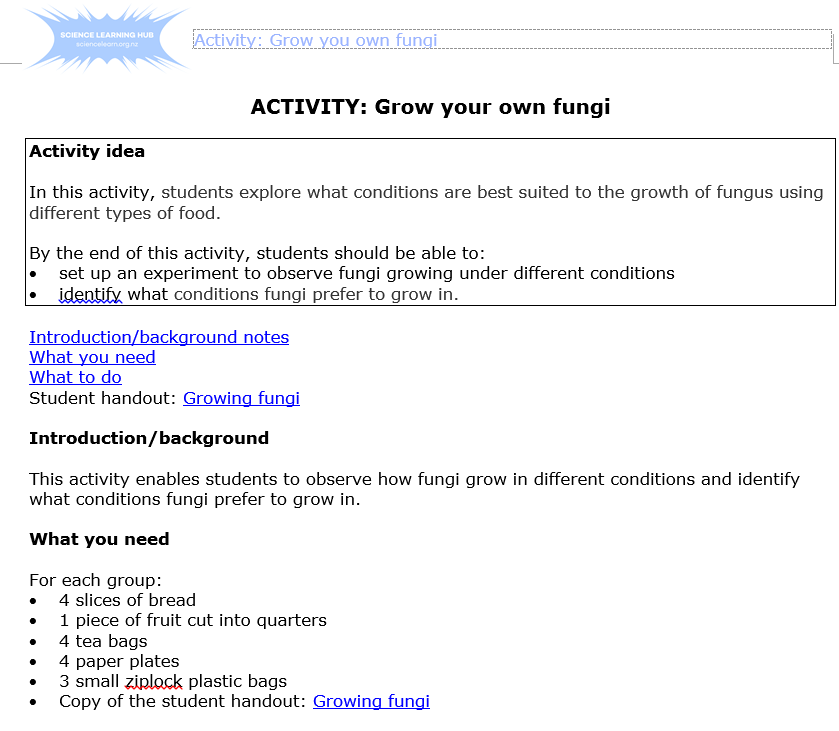 SCIENCE LEARNING HUB
sciencelearn.org.nz
Activity: Grow you own fungi
ACTIVITY: Grow your own fungi
Activity idea
In this activity, students explore what conditions are best suited to the growth of fungus using
different types of food.
By the end of this activity, students should be able to:
• set up an experiment to observe fungi growing under different conditions
• identify what conditions fungi prefer to grow in.
Introduction/background notes
What you need
What to do
Student handout: Growing fungi
Introduction/background
This activity enables students to observe how fungi grow in different conditions and identify
what conditions fungi prefer to grow in.
What you need
For each group:
• 4 slices of bread
• 1 piece of fruit cut into quarters
• 4 tea bags
• 4 paper plates
• 3 small ziplock plastic bags
• Copy of the student handout: Growing fungi